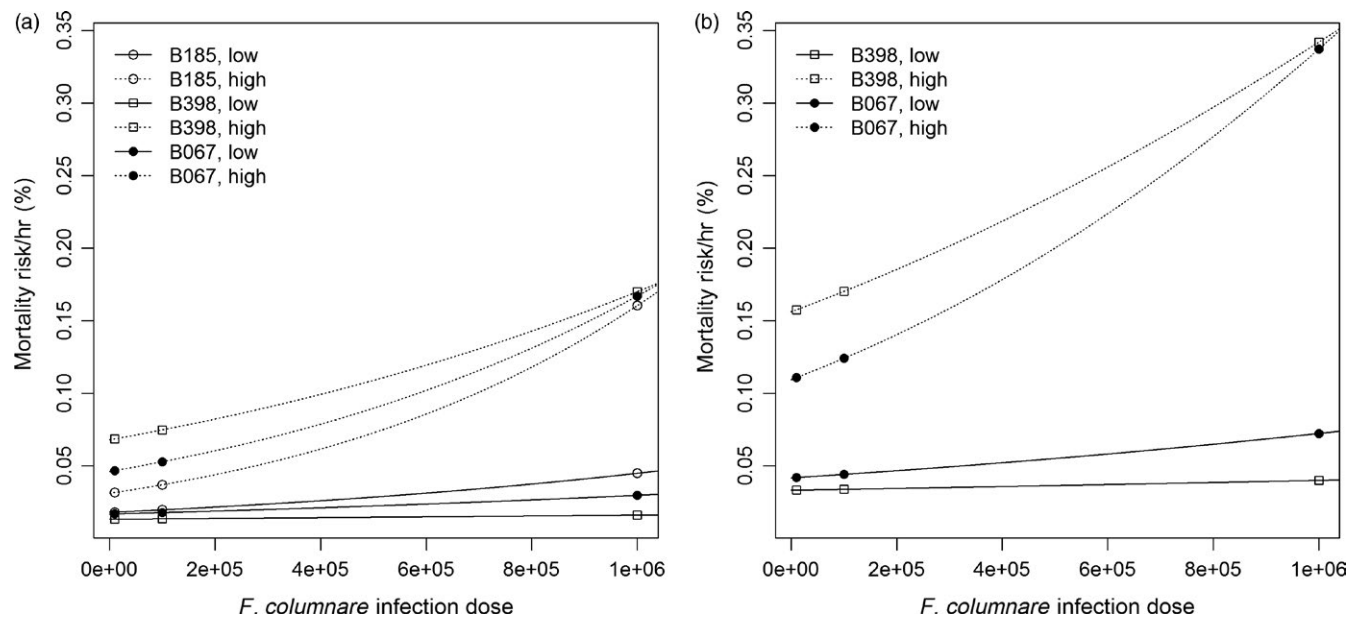 (a)
B185, low
B185, high
B398, low
B398, high
B067, low
B067, high
Mortality risk/hr (%)
0.35
0.30
0.25
0.20
0.15
0.10
0.05
0e+00 2e+05 4e+05 6e+05 8e+05 1e+06
F. columnare infection dose
(b)
B398, low
B398, high
B067, low
B067, high
Mortality risk/hr (%)
0.35
0.30
0.25
0.20
0.15
0.10
0.05
0e+00 2e+05 4e+05 6e+05 8e+05 1e+06
F. columnare infection dose